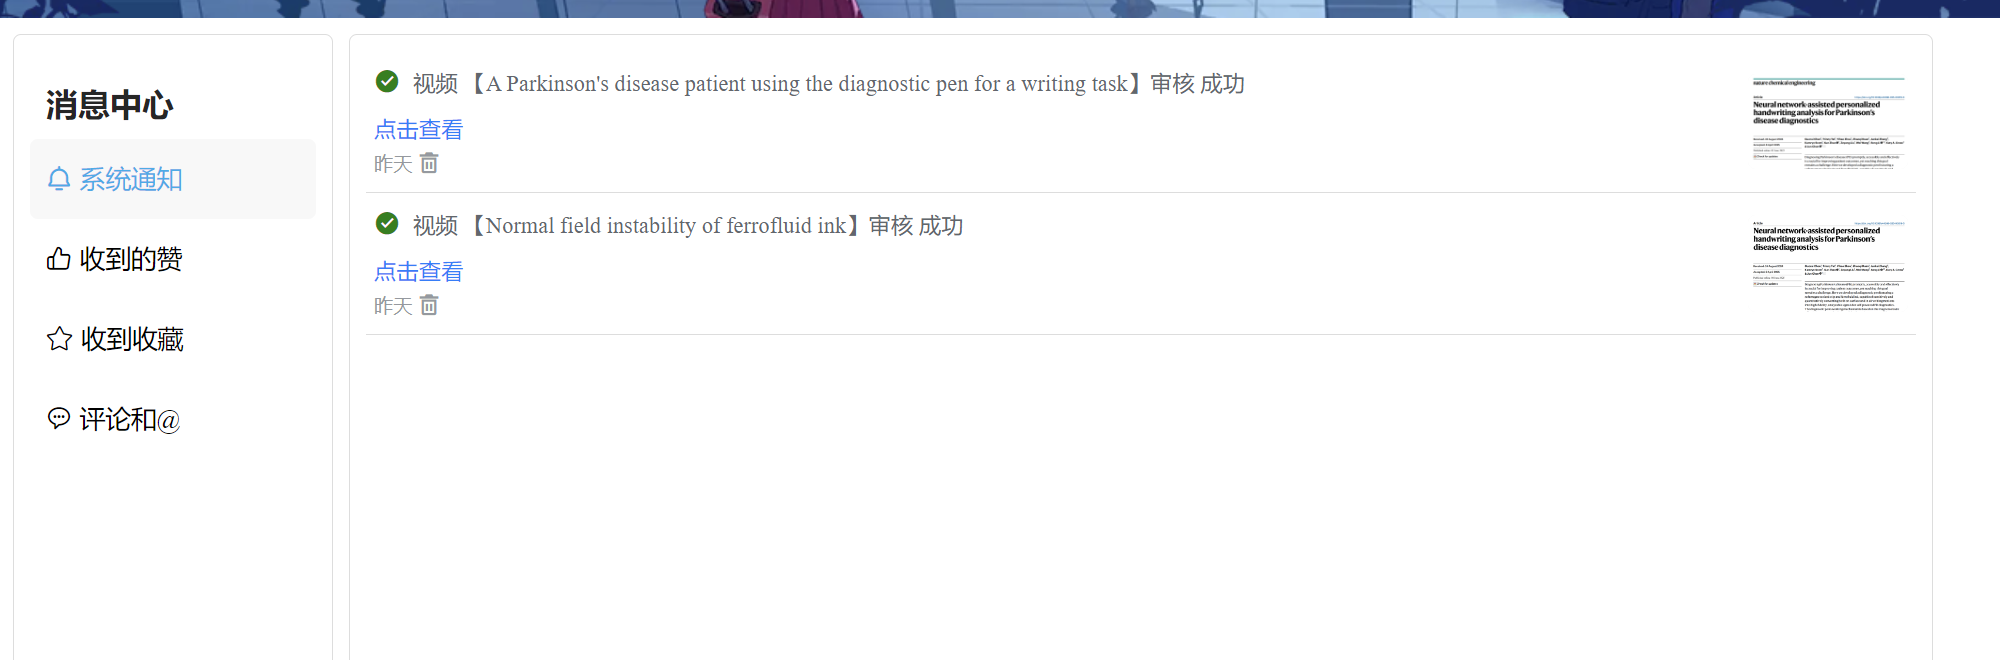 消息中心
系统通知
收到的赞
收到收藏
评论和@
视频 【A Parkinson's disease patient using the diagnostic pen for a writing task】审核 成功
点击查看
昨天
nature chemical engineering
Neural network-assisted personalized
handwriting analysis for Parkinson's
disease diagnostics
视频 【Normal field instability of ferrofluid ink】审核 成功
点击查看
昨天
Neural network-assisted personalized
handwriting analysis for Parkinson's
disease diagnostics